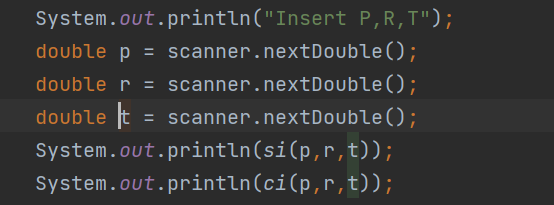 System.out.println("Insert P,R,T");
double p = scanner.nextDouble();
double r = scanner.nextDouble();
double t = scanner.nextDouble();
System.out.println(si(p,r,t));
System.out.println(ci(p,r,t));